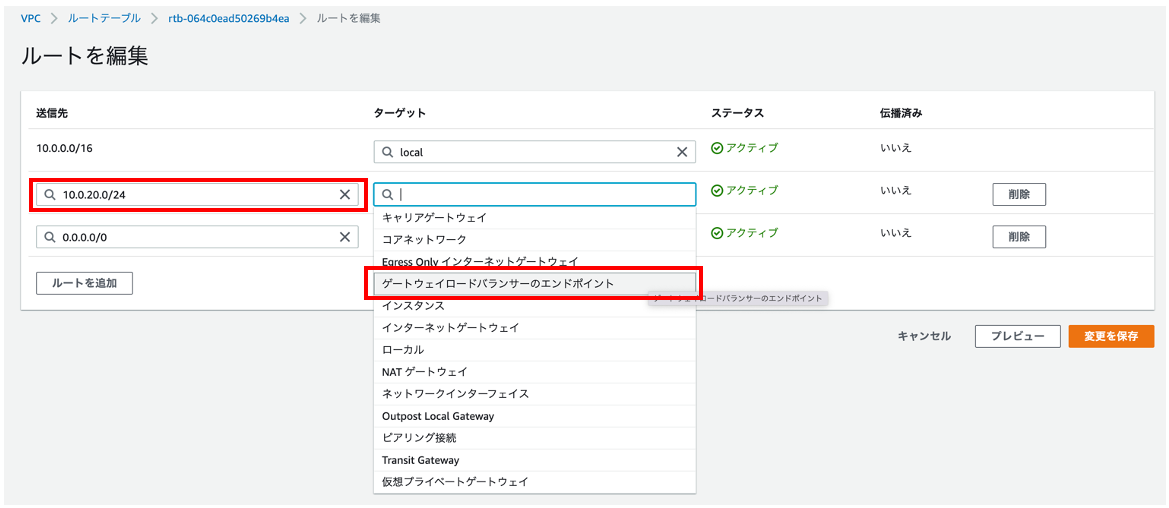 VPC > ルートテーブル > rtb-064c0ead50269b4ea > ルートを編集
ルートを編集
送信先 ターゲット ステータス 伝播済み
10.0.0.0/16 local アクティブ いいえ
10.0.20.0/24 アクティブ いいえ 削除
キャリアゲートウェイ
0.0.0.0/0 アクティブ いいえ 削除
コアネットワーク
Egress Only インターネットゲートウェイ
ルートを追加 ゲートウェイロードバランサーのエンドポイント
ゲートウェイロードバランサーのエンドポイント
インスタンス
インターネットゲートウェイ
キャンセル プレビュー 変更を保存
ローカル
NAT ゲートウェイ
ネットワークインターフェイス
Outpost Local Gateway
ピアリング接続
Transit Gateway
仮想プライベートゲートウェイ